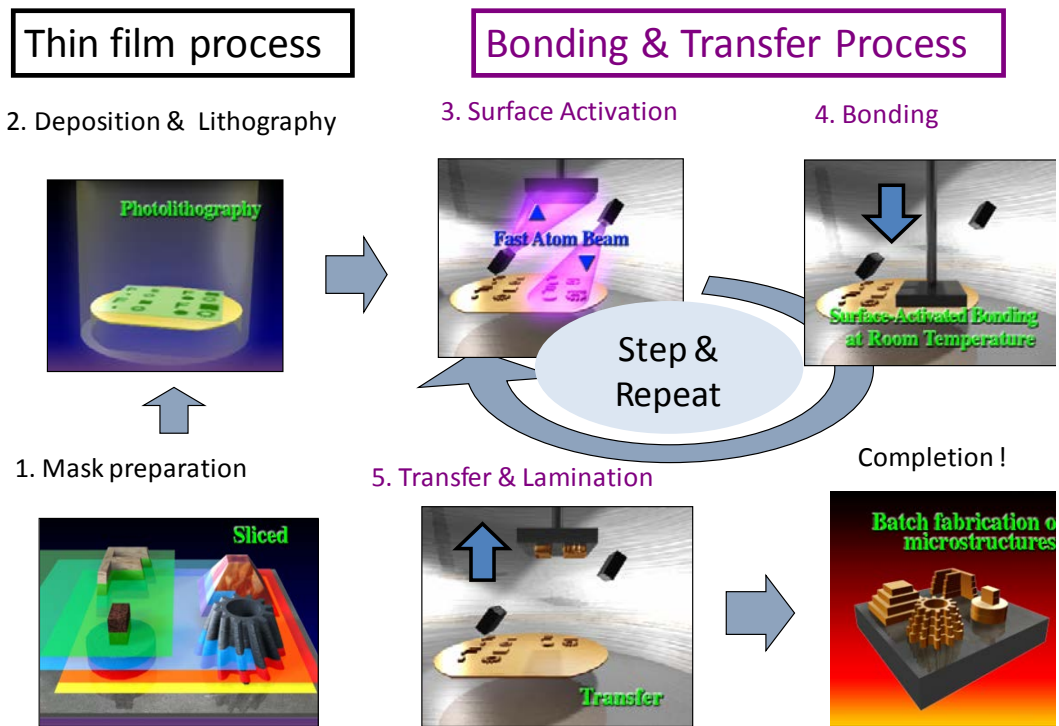 Thin film process
Bonding & Transfer Process
2. Deposition & Lithography
3. Surface Activation
4. Bonding
Photolithography
Fast Atom Beam
Surface-Activated Bonding
at Room Temperature
Step &
Repeat
1. Mask preparation
5. Transfer & Lamination
Completion !
Sliced
Transfer
Batch fabrication o
microstructures